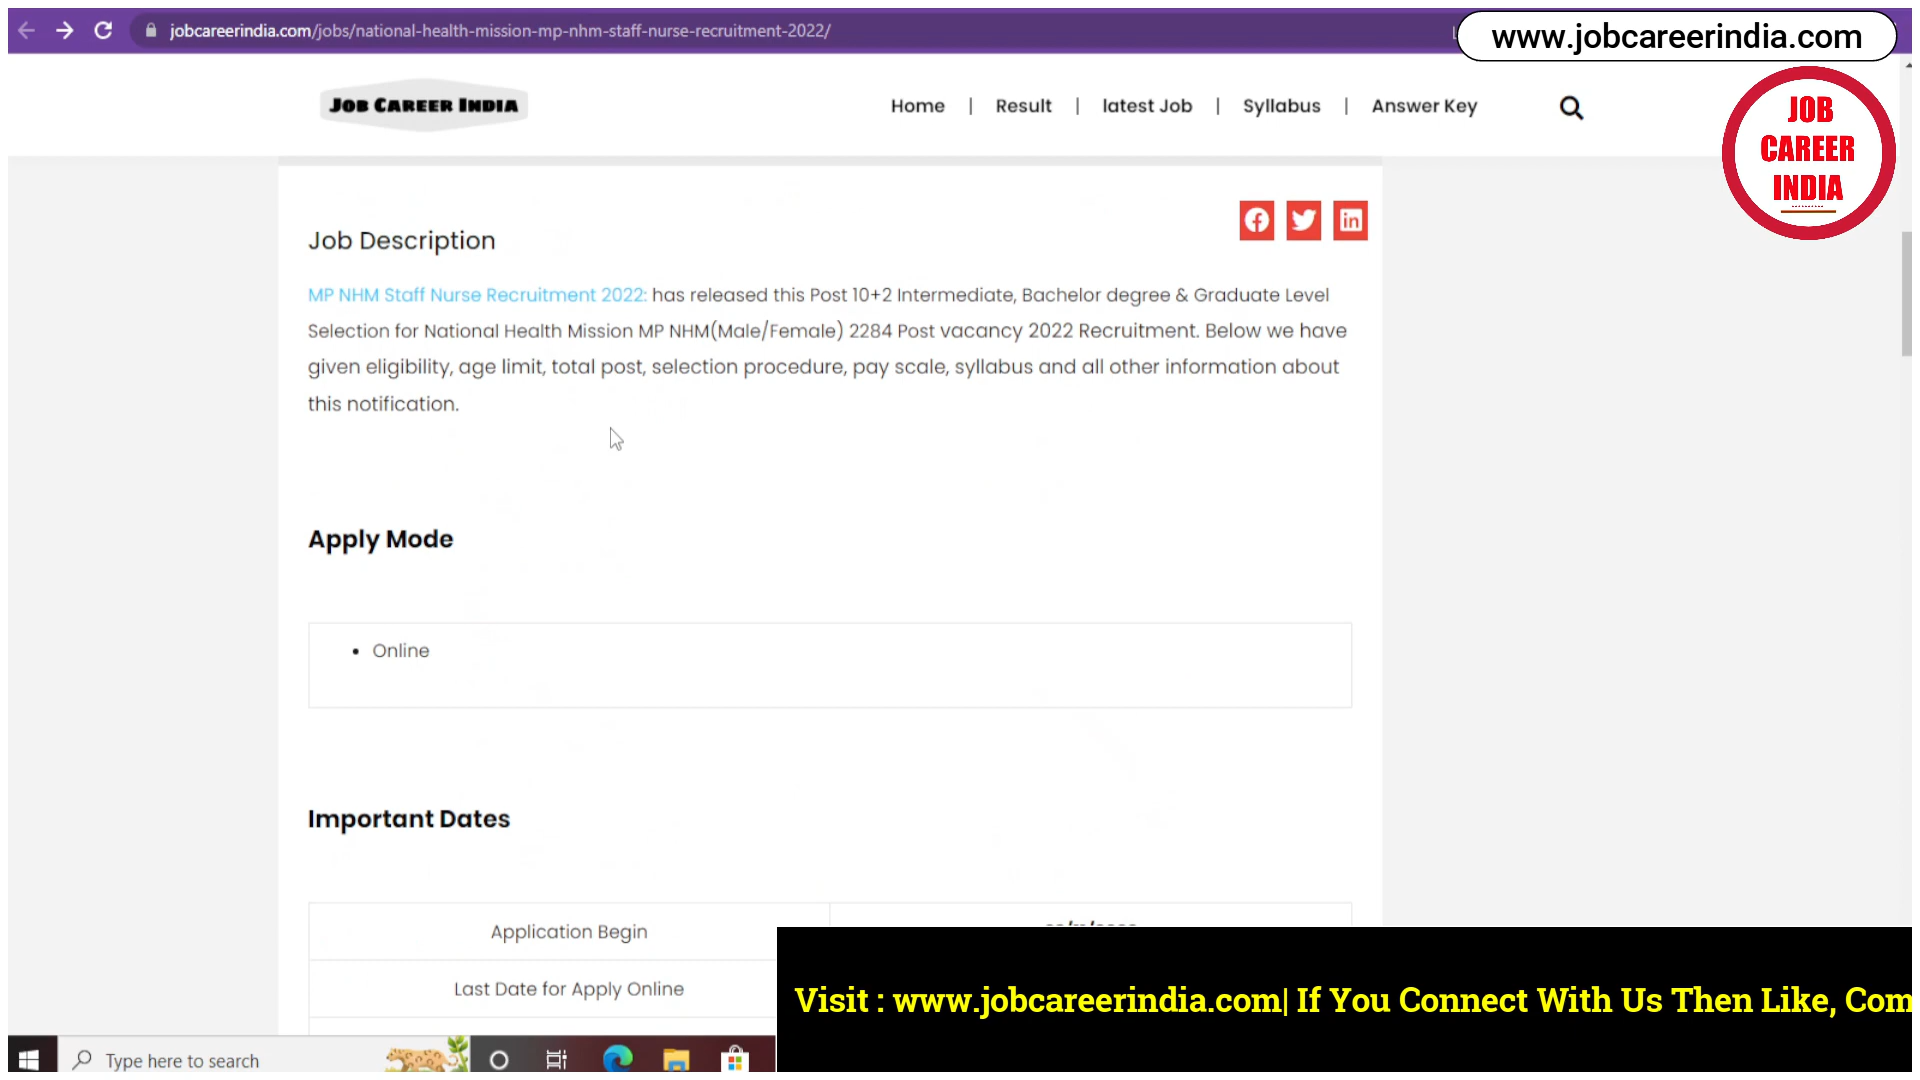 jobcareerindia.com/jobs/national-health-mission-mp-nhm-staff-nurse-recruitment-2022/
www.jobcareerindia.com
JOB CAREER INDIA
Home | Result | latest Job | Syllabus | Answer Key
JOB
CAREER
INDIA
Job Description
MP NHM Staff Nurse Recruitment 2022: has released this Post 10+2 Intermediate, Bachelor degree & Graduate Level
Selection for National Health Mission MP NHM(Male/Female) 2284 Post vacancy 2022 Recruitment. Below we have
given eligibility, age limit, total post, selection procedure, pay scale, syllabus and all other information about
this notification.
Apply Mode
• Online
Important Dates
Application Begin
Last Date for Apply Online
Visit : www.jobcareerindia.com| If You Connect With Us Then Like, Com
Type here to search